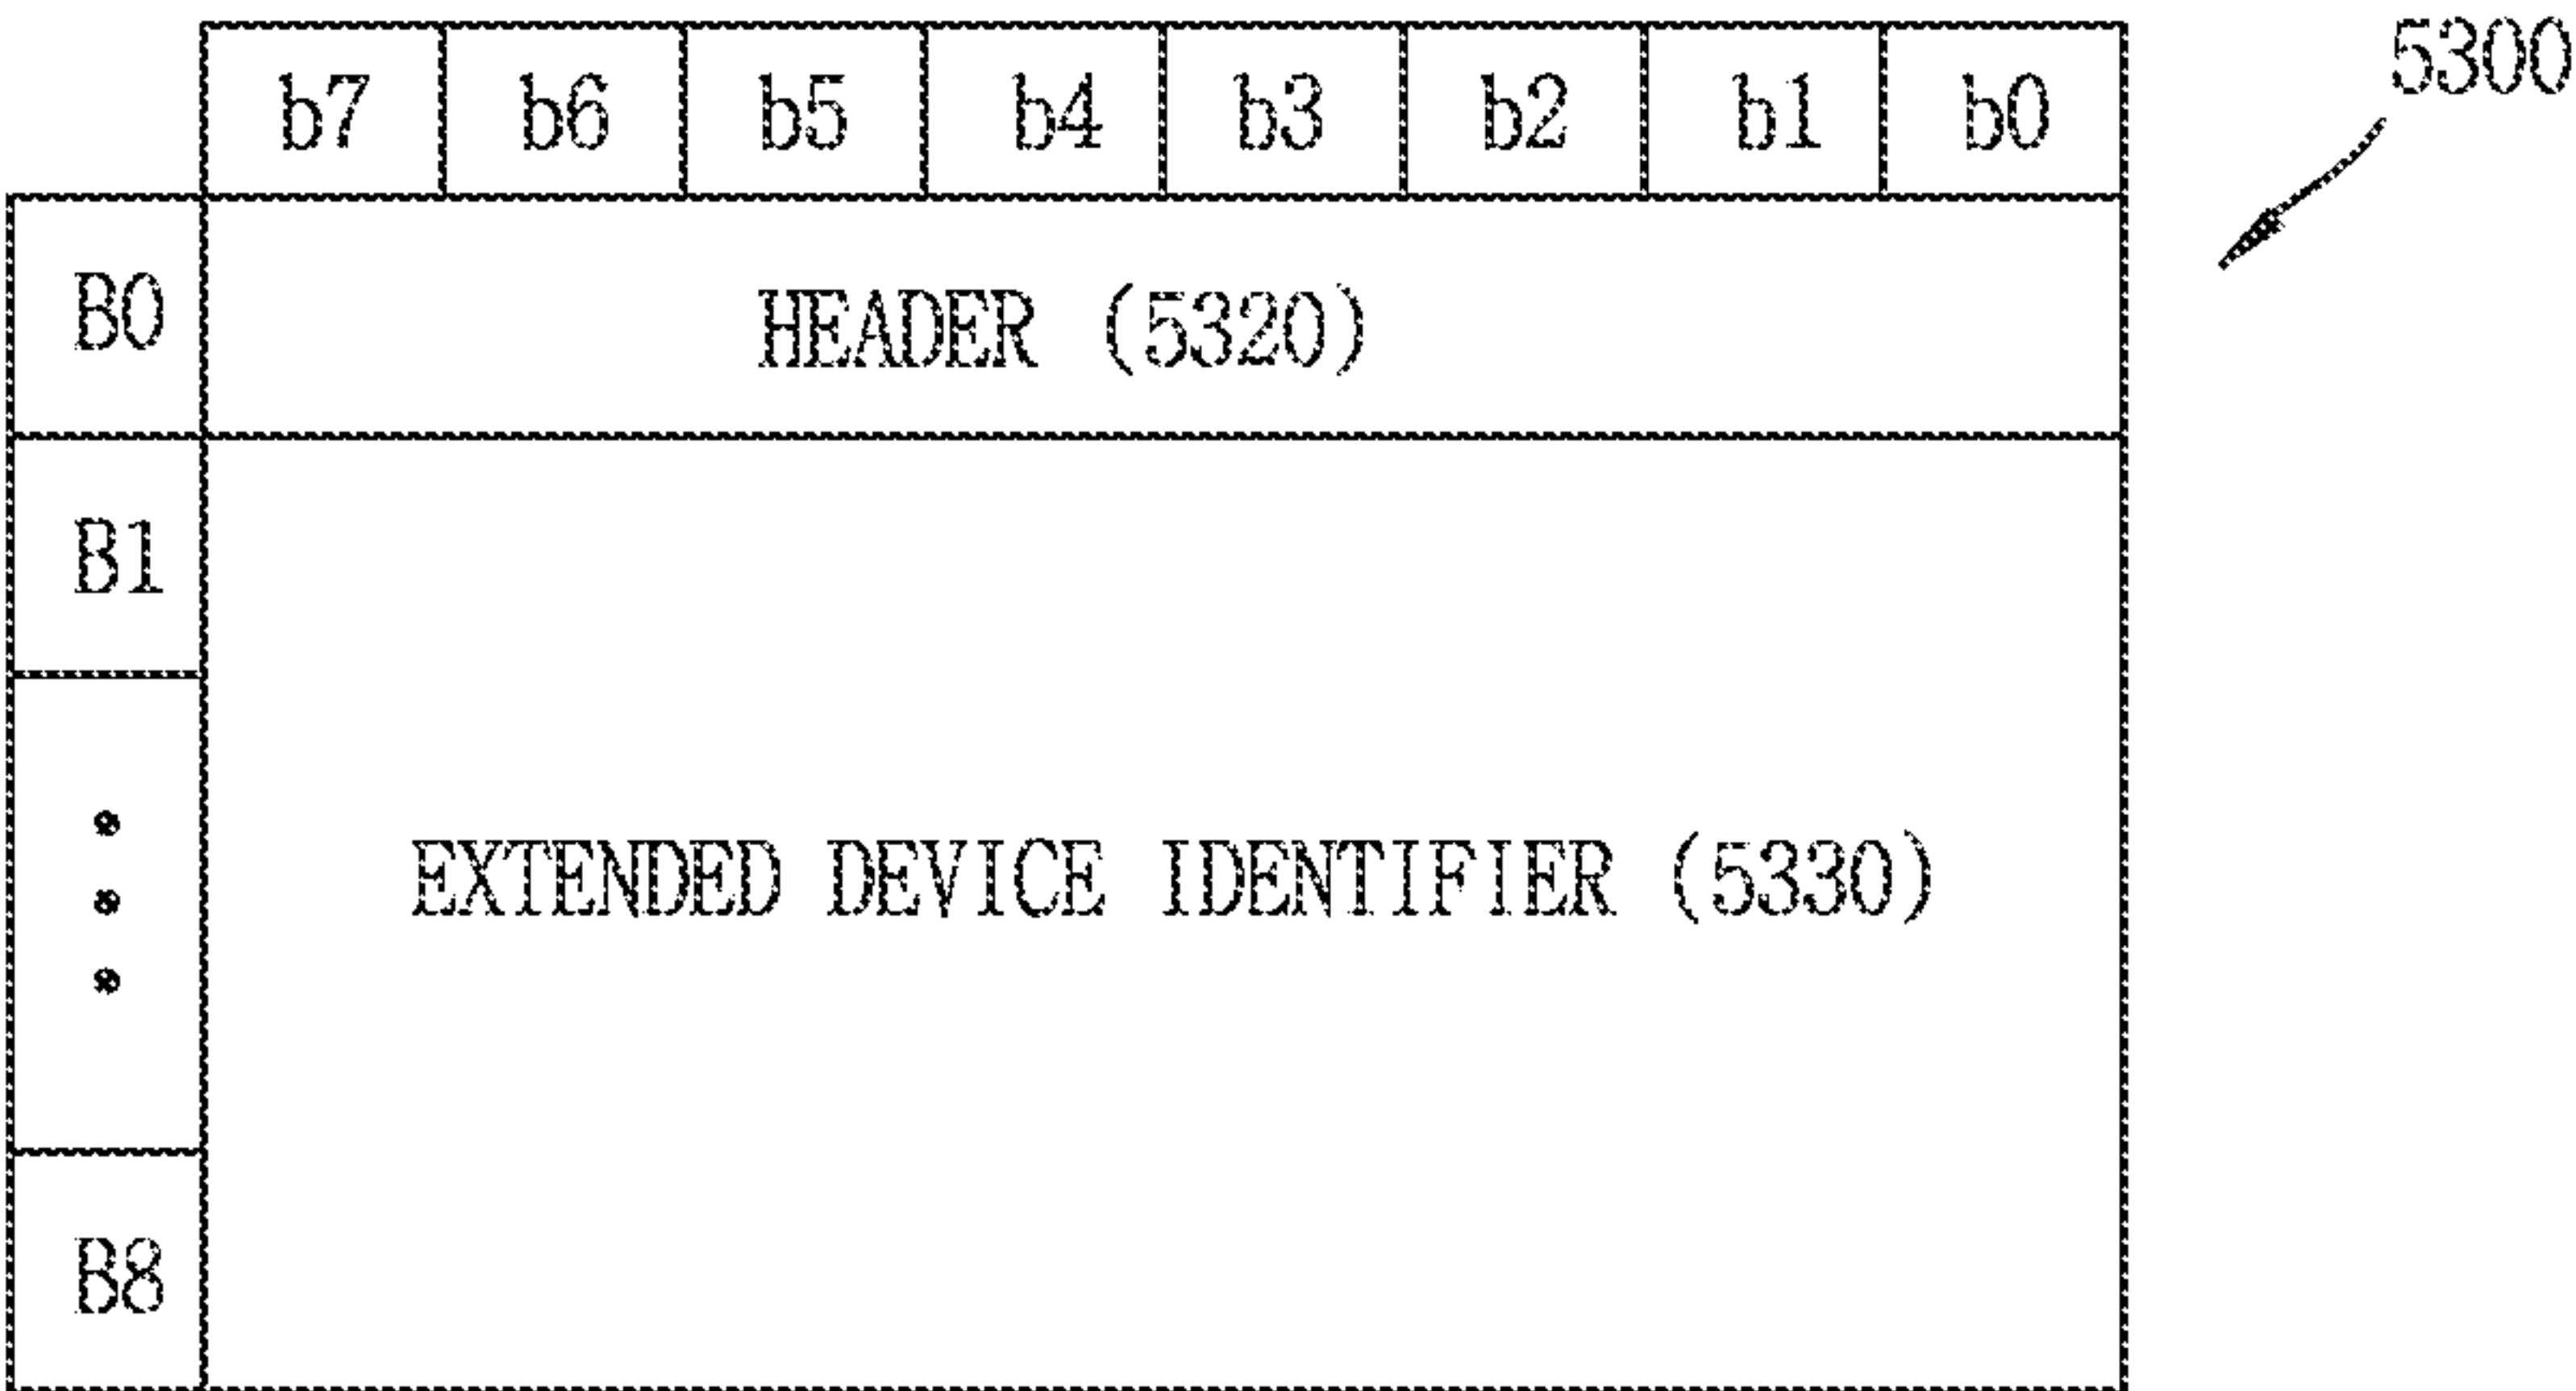 5300
b7 b6 b5 b4 b3 b2 b1 b0
B0 HEADER (5320)
B1
EXTENDED DEVICE IDENTIFIER (5330)
B8